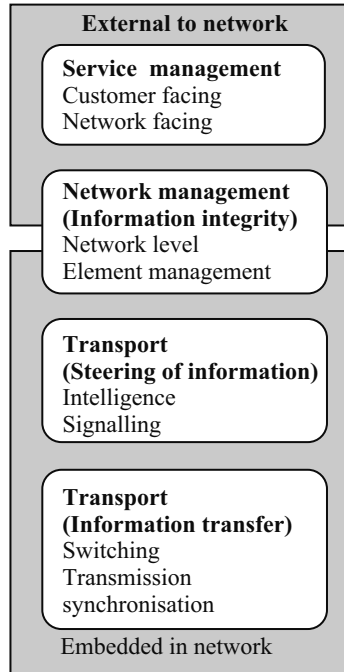 External to network
Service management
Customer facing
Network facing
Network management
(Information integrity)
Network level
Element management
Transport
(Steering of information)
Intelligence
Signalling
Transport
(Information transfer)
Switching
Transmission
synchronisation
Embedded in network